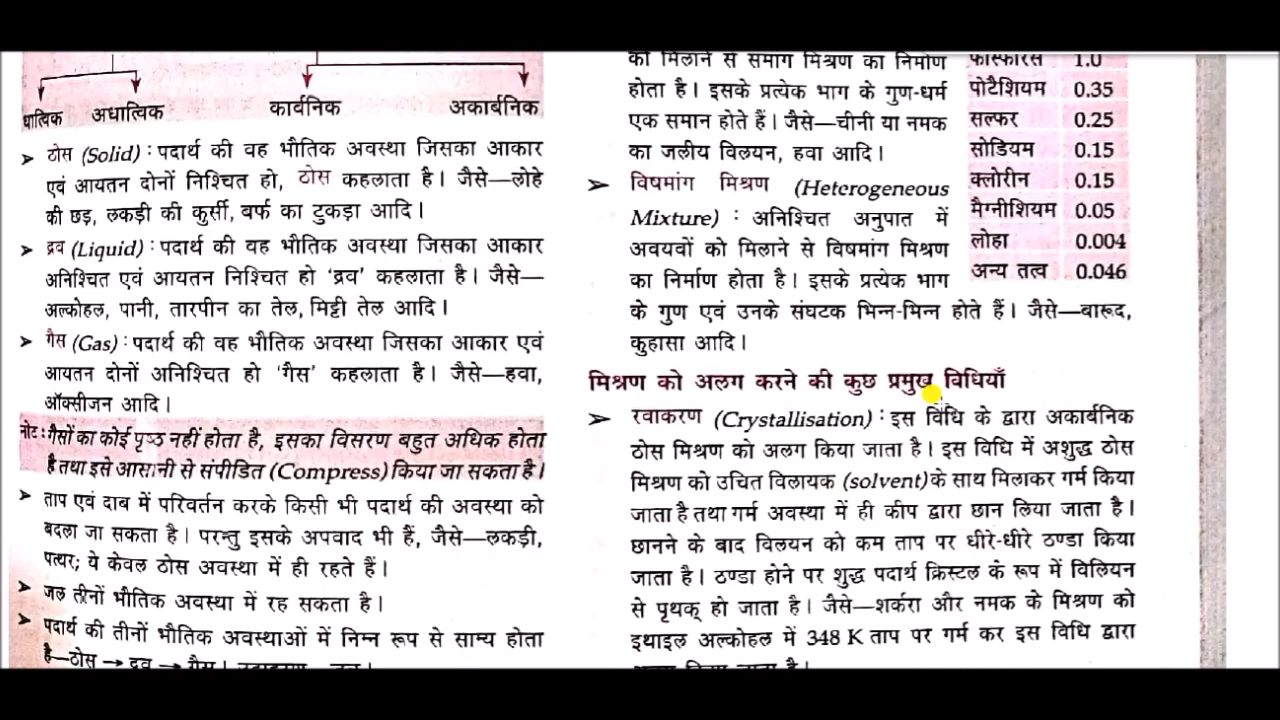 धात्विक अधात्विक कार्बनिक अकार्बनिक
➤ ठोस (Solid) : पदार्थ की वह भौतिक अवस्था जिसका आकार
एवं आयतन दोनों निश्चित हो, ठोस कहलाता है। जैसे—लोहे
की छड़, लकड़ी की कुर्सी, बर्फ का टुकड़ा आदि।
➤ द्रव (Liquid) : पदार्थ की वह भौतिक अवस्था जिसका आकार
अनिश्चित एवं आयतन निश्चित हो ‘द्रव’ कहलाता है। जैसे—
अल्कोहल, पानी, तारपीन का तेल, मिट्टी तेल आदि।
➤ गैस (Gas) : पदार्थ की वह भौतिक अवस्था जिसका आकार एवं
आयतन दोनों अनिश्चित हो ‘गैस’ कहलाता है। जैसे—हवा,
ऑक्सीजन आदि।
नोट : गैसों का कोई पृष्ठ नहीं होता है, इसका विसरण बहुत अधिक होता
है तथा इसे आसानी से संपीडित (Compress) किया जा सकता है।
➤ ताप एवं दाब में परिवर्तन करके किसी भी पदार्थ की अवस्था को
बदला जा सकता है। परन्तु इसके अपवाद भी हैं, जैसे—लकड़ी,
पत्थर; ये केवल ठोस अवस्था में ही रहते हैं।
➤ जल तीनों भौतिक अवस्था में रह सकता है।
➤ पदार्थ की तीनों भौतिक अवस्थाओं में निम्न रूप से साम्य होता
है—ठोस → द्रव → गैस। उदाहरण—जल।
को मिलाने से समांग मिश्रण का निर्माण
होता है। इसके प्रत्येक भाग के गुण-धर्म
एक समान होते हैं। जैसे—चीनी या नमक
का जलीय विलयन, हवा आदि।
➤ विषमांग मिश्रण (Heterogeneous
Mixture) : अनिश्चित अनुपात में
अवयवों को मिलाने से विषमांग मिश्रण
का निर्माण होता है। इसके प्रत्येक भाग
के गुण एवं उनके संघटक भिन्न-भिन्न होते हैं। जैसे—बारूद,
कुहासा आदि।
फॉस्फोरस 1.0
पोटैशियम 0.35
सल्फर 0.25
सोडियम 0.15
क्लोरीन 0.15
मैग्नीशियम 0.05
लोहा 0.004
अन्य तत्व 0.046
मिश्रण को अलग करने की कुछ प्रमुख विधियाँ
➤ रवाकरण (Crystallisation) : इस विधि के द्वारा अकार्बनिक
ठोस मिश्रण को अलग किया जाता है। इस विधि में अशुद्ध ठोस
मिश्रण को उचित विलायक (solvent) के साथ मिलाकर गर्म किया
जाता है तथा गर्म अवस्था में ही कीप द्वारा छान लिया जाता है।
छानने के बाद विलयन को कम ताप पर धीरे-धीरे ठण्डा किया
जाता है। ठण्डा होने पर शुद्ध पदार्थ क्रिस्टल के रूप में विलियन
से पृथक् हो जाता है। जैसे—शर्करा और नमक के मिश्रण को
इथाइल अल्कोहल में 348 K ताप पर गर्म कर इस विधि द्वारा